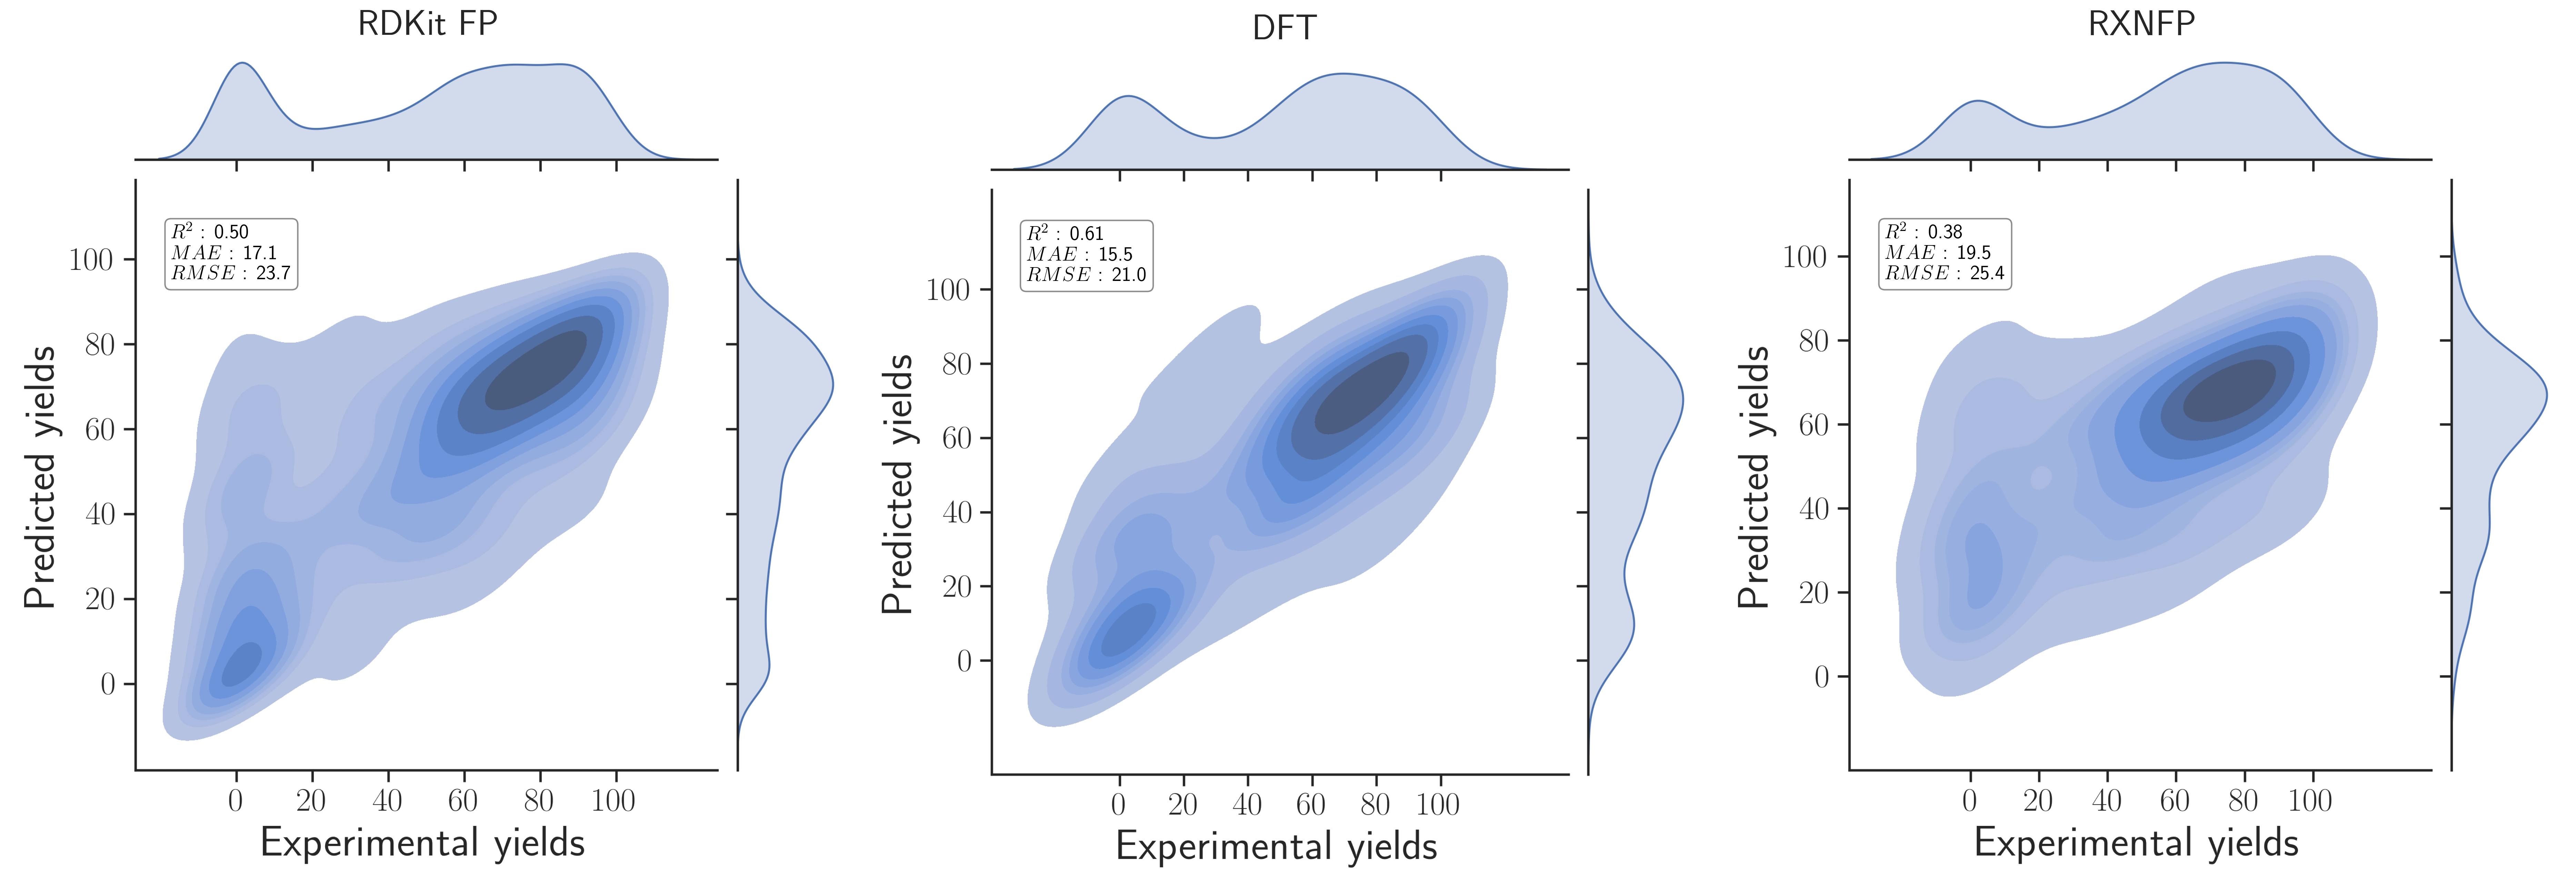 RDKit FP
R² : 0.50
MAE : 17.1
RMSE : 23.7
100
80
60
40
20
0
Predicted yields
0 20 40 60 80 100
Experimental yields
DFT
R² : 0.61
MAE : 15.5
RMSE : 21.0
100
80
60
40
20
0
Predicted yields
0 20 40 60 80 100
Experimental yields
RXNFP
R² : 0.38
MAE : 19.5
RMSE : 25.4
100
80
60
40
20
0
Predicted yields
0 20 40 60 80 100
Experimental yields